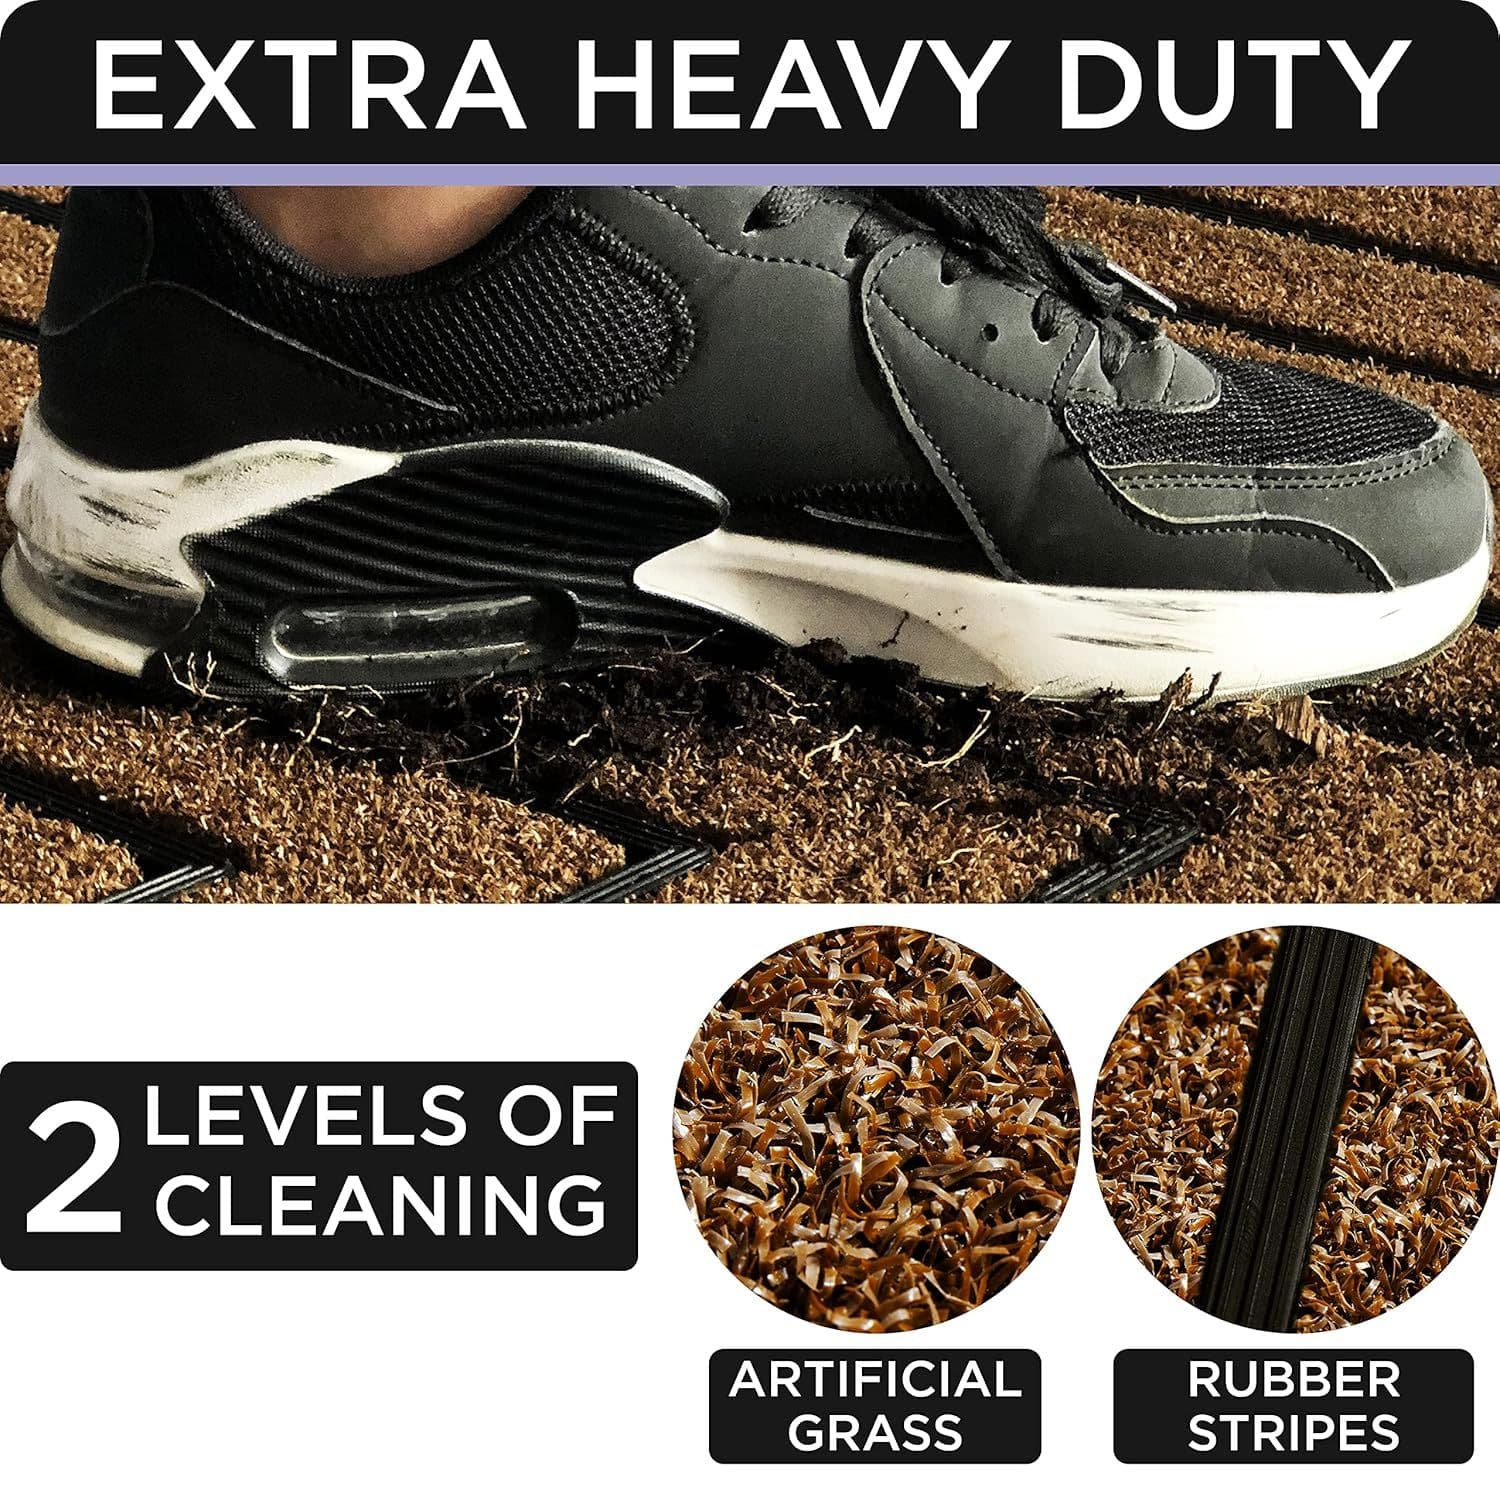 EXTRA HEAVY DUTY
2 LEVELS OF
CLEANING
ARTIFICIAL
GRASS
RUBBER
STRIPES